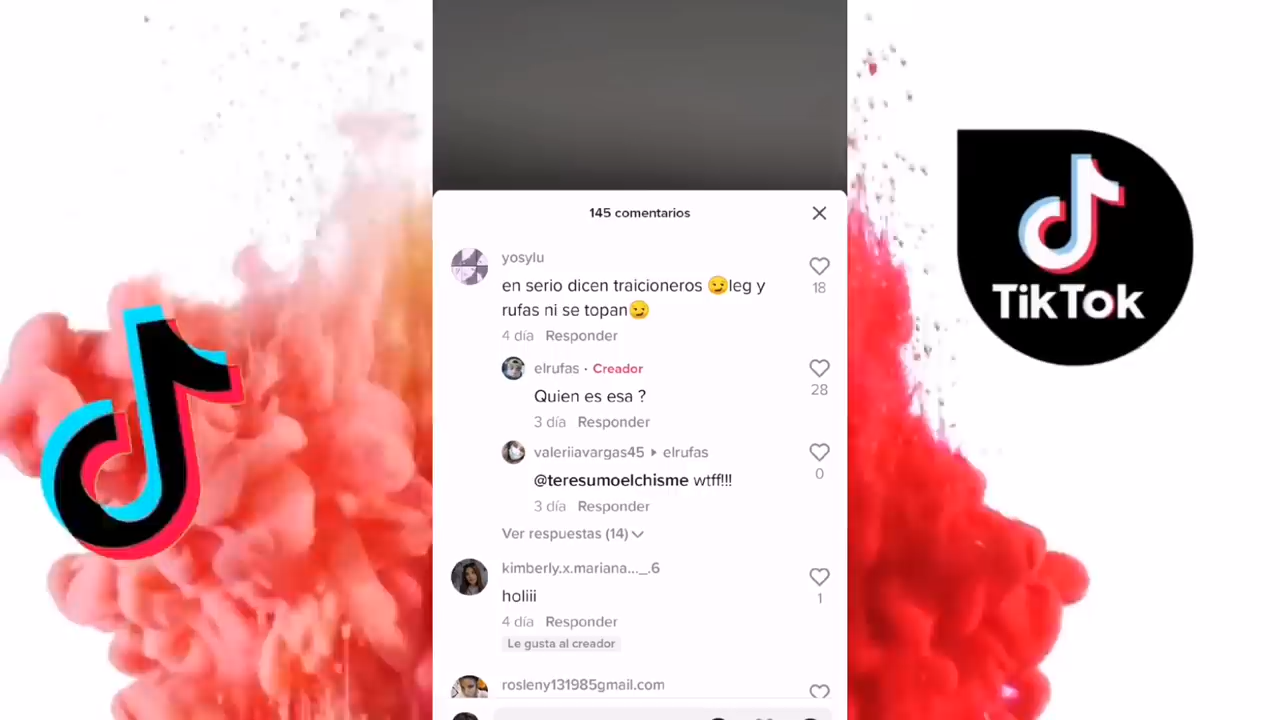 145 comentarios
yosylu
en serio dicen traicioneros 😏leg y
rufas ni se topan😏
18
4 día Responder
elrufas · Creador
Quien es esa ?
28
3 día Responder
valeriiavargas45 ▸ elrufas
@teresumoelchisme wtff!!!
0
3 día Responder
Ver respuestas (14)
kimberly.x.mariana..._.6
holiii
1
4 día Responder
Le gusta al creador
rosleny131985gmail.com
TikTok